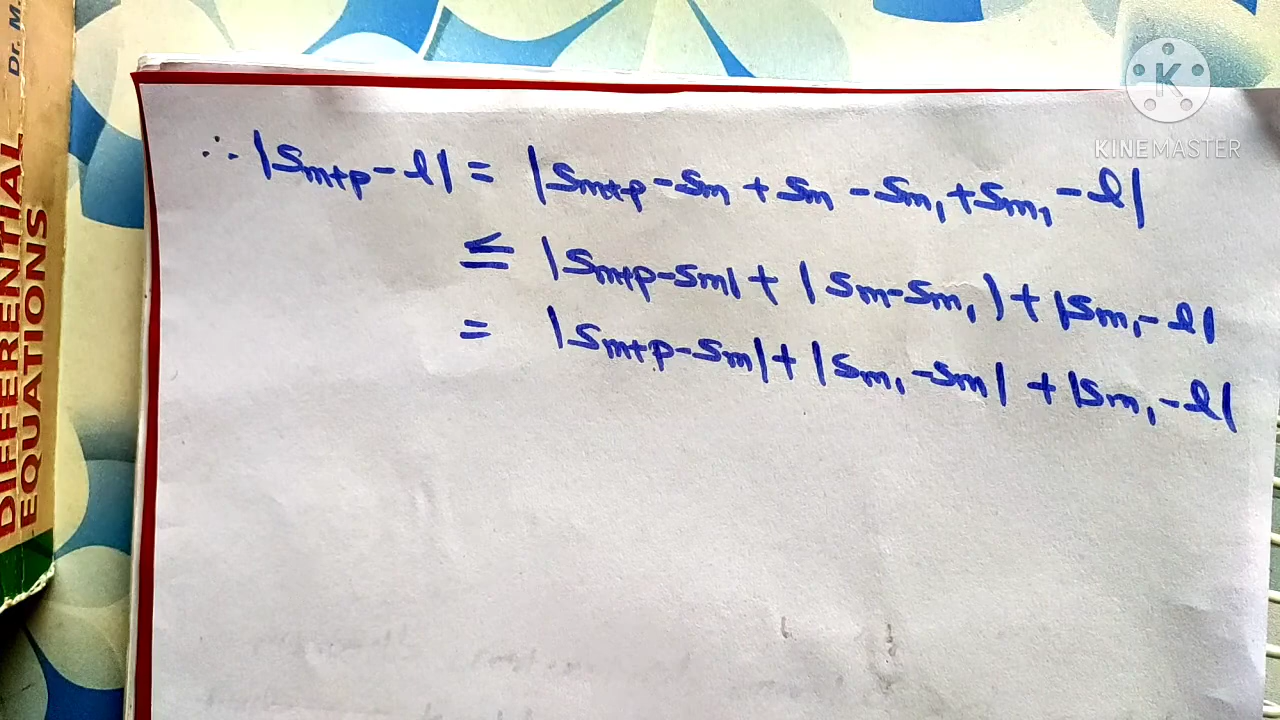 Dr. M.
DIFFERENTIAL
EQUATIONS
K
KINEMASTER
∴ |Sm+p - l| = |Sm+p - Sm + Sm - Sm₁ + Sm₁ - l|
≤ |Sm+p - Sm| + |Sm - Sm₁| + |Sm₁ - l|
= |Sm+p - Sm| + |Sm₁ - Sm| + |Sm₁ - l|